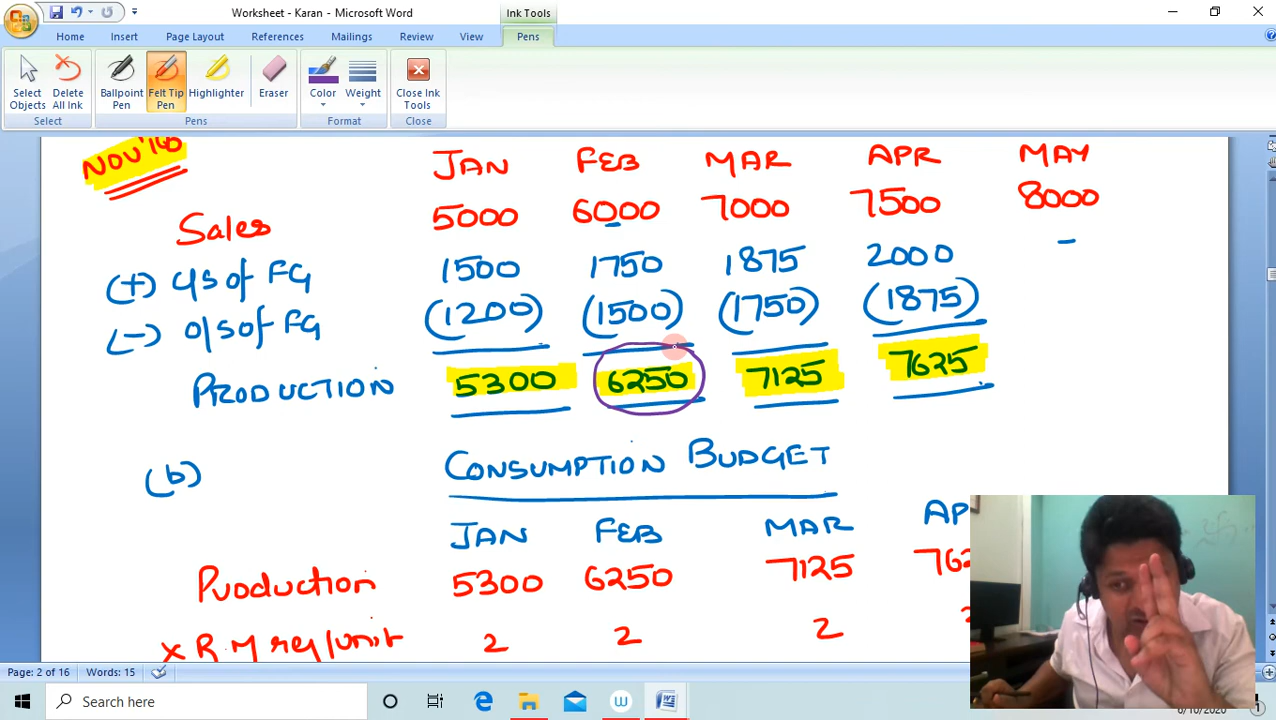 Worksheet - Karan - Microsoft Word
Ink Tools
Home Insert Page Layout References Mailings Review View Pens
Select Objects
Delete All Ink
Ballpoint Pen
Felt Tip Pen
Highlighter
Eraser
Color
Weight
Close Ink Tools
Select Pens Format Close
NOV'16
JAN FEB MAR APR MAY
Sales 5000 6000 7000 7500 8000
(+) C/S of FG 1500 1750 1875 2000 -
(-) O/S of FG (1200) (1500) (1750) (1875)
PRODUCTION 5300 6250 7125 7625
(b) CONSUMPTION BUDGET
JAN FEB MAR
Production 5300 6250 7125
x R.M req/unit 2 2 2
Page: 2 of 16 Words: 15
Search
6/10/2020